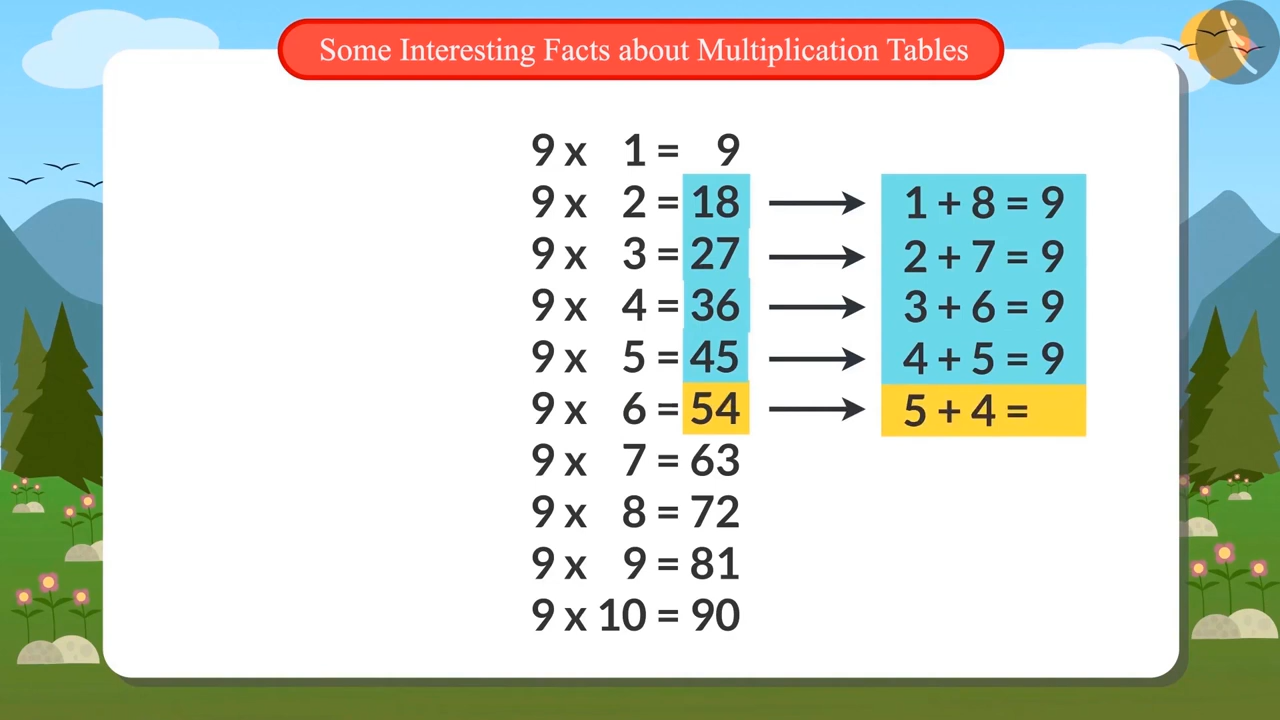 Some Interesting Facts about Multiplication Tables
9 x 1 = 9
9 x 2 = 18 → 1 + 8 = 9
9 x 3 = 27 → 2 + 7 = 9
9 x 4 = 36 → 3 + 6 = 9
9 x 5 = 45 → 4 + 5 = 9
9 x 6 = 54 → 5 + 4 =
9 x 7 = 63
9 x 8 = 72
9 x 9 = 81
9 x 10 = 90